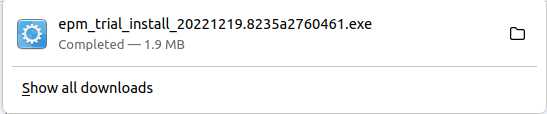 epm_trial_install_20221219.8235a2760461.exe
Completed — 1.9 MB
Show all downloads